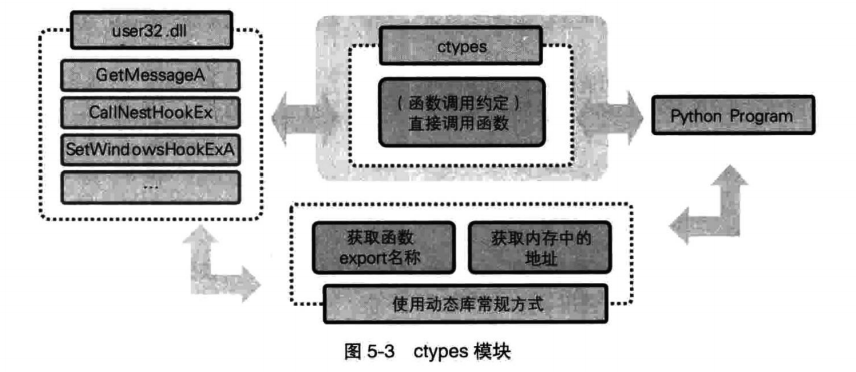 user32.dll
GetMessageA
CallNestHookEx
SetWindowsHookExA
...
ctypes
（函数调用约定）
直接调用函数
Python Program
获取函数
export名称
获取内存中的
地址
使用动态库常规方式
图 5-3 ctypes 模块